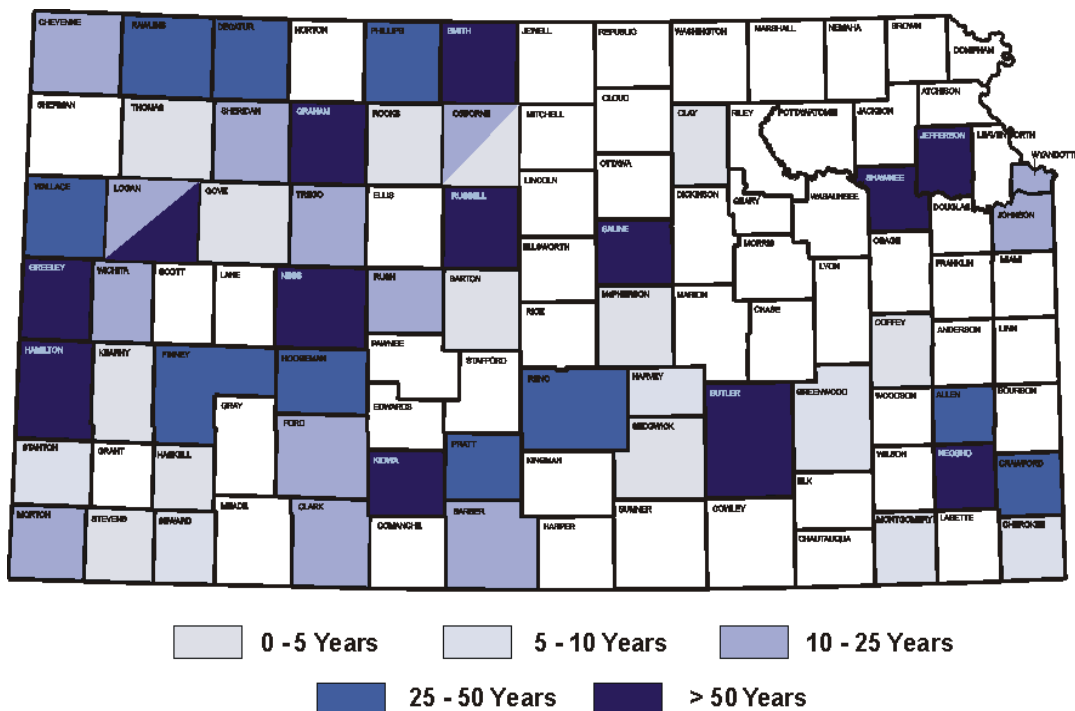 CHEYENNE RAWLINS DECATUR NORTON PHILLIPS SMITH JEWELL REPUBLIC WASHINGTON MARSHALL NEMAHA BROWN DONIPHAN
SHERMAN THOMAS SHERIDAN GRAHAM ROOKS OSBORNE MITCHELL CLOUD CLAY RILEY POTTAWATOMIE JACKSON ATCHISON
JEFFERSON LEAVENWORTH WYANDOTTE
WALLACE LOGAN GOVE TREGO ELLIS RUSSELL LINCOLN OTTAWA DICKINSON GEARY WABAUNSEE SHAWNEE DOUGLAS JOHNSON
GREELEY WICHITA SCOTT LANE NESS RUSH BARTON ELLSWORTH SALINE MORRIS LYON OSAGE FRANKLIN MIAMI
HAMILTON KEARNY FINNEY HODGEMAN PAWNEE STAFFORD RICE McPHERSON MARION CHASE COFFEY ANDERSON LINN
GRAY FORD EDWARDS RENO HARVEY SEDGWICK BUTLER GREENWOOD WOODSON ALLEN BOURBON
STANTON GRANT HASKELL KIOWA PRATT KINGMAN ELK WILSON NEOSHO CRAWFORD
MORTON STEVENS SEWARD MEADE CLARK COMANCHE BARBER HARPER SUMNER COWLEY CHAUTAUQUA MONTGOMERY LABETTE CHEROKEE
0 - 5 Years 5 - 10 Years 10 - 25 Years
25 - 50 Years > 50 Years